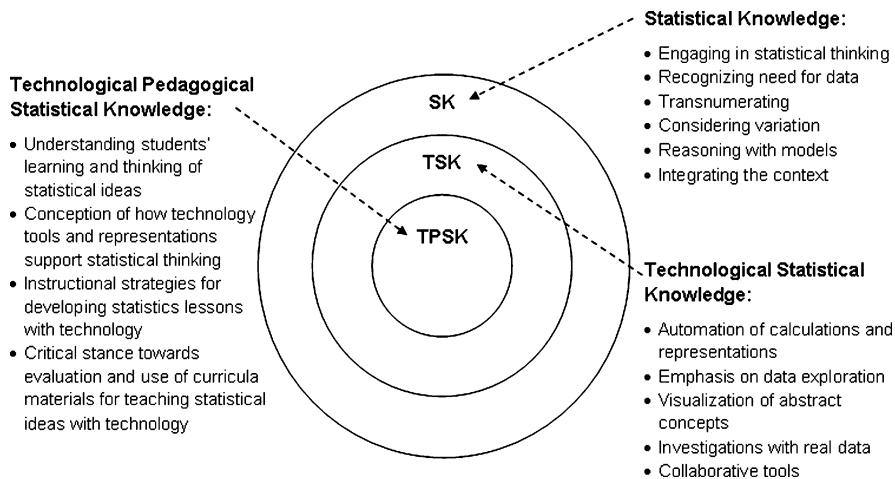 Technological Pedagogical
Statistical Knowledge:
• Understanding students'
learning and thinking of
statistical ideas
• Conception of how technology
tools and representations
support statistical thinking
• Instructional strategies for
developing statistics lessons
with technology
• Critical stance towards
evaluation and use of curricula
materials for teaching statistical
ideas with technology
SK
TSK
TPSK
Statistical Knowledge:
• Engaging in statistical thinking
• Recognizing need for data
• Transnumerating
• Considering variation
• Reasoning with models
• Integrating the context
Technological Statistical
Knowledge:
• Automation of calculations and
representations
• Emphasis on data exploration
• Visualization of abstract
concepts
• Investigations with real data
• Collaborative tools